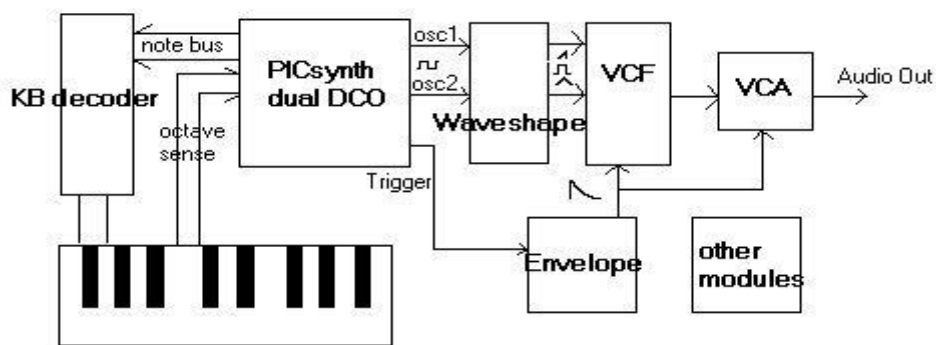 note bus
KB decoder
octave
sense
PICsynth
dual DCO
osc1
osc2
Trigger
Waveshape
VCF
VCA
Audio Out
Envelope
other
modules